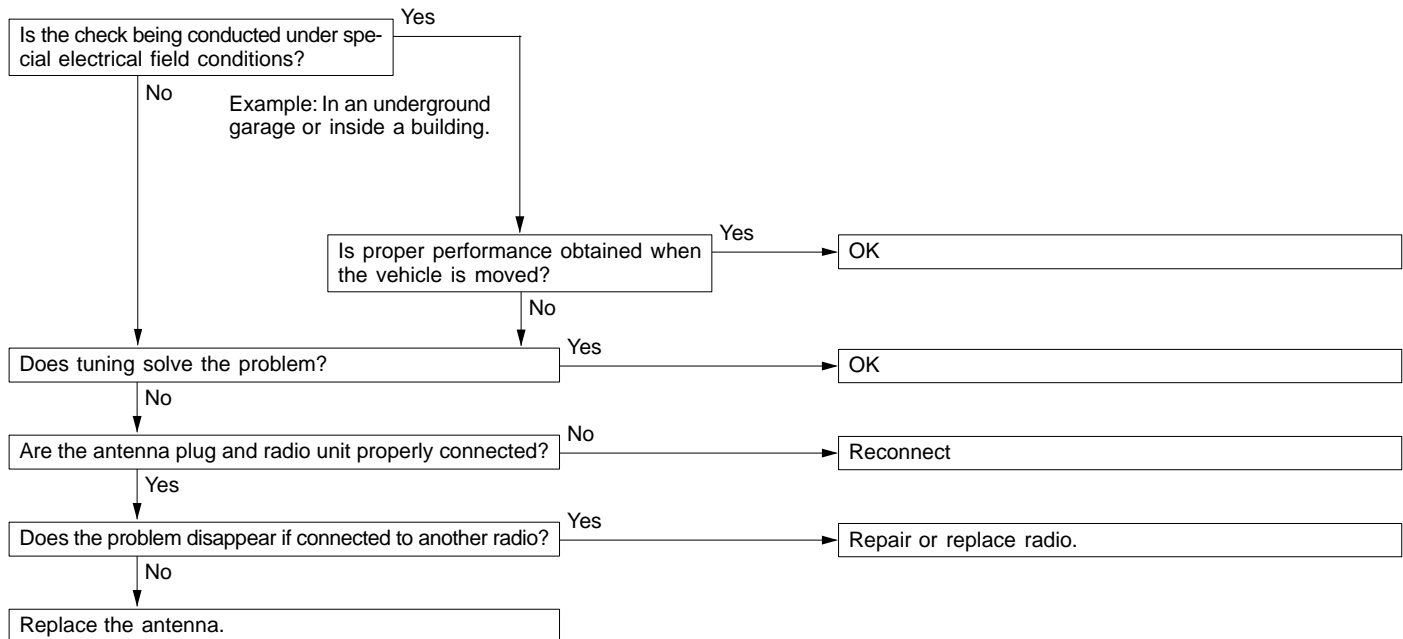 Yes
Is the check being conducted under spe-
cial electrical field conditions?
No
Example: In an underground
garage or inside a building.
Is proper performance obtained when
the vehicle is moved?
Yes
OK
No
Does tuning solve the problem?
Yes
OK
No
Are the antenna plug and radio unit properly connected?
No
Reconnect
Yes
Does the problem disappear if connected to another radio?
Yes
Repair or replace radio.
No
Replace the antenna.